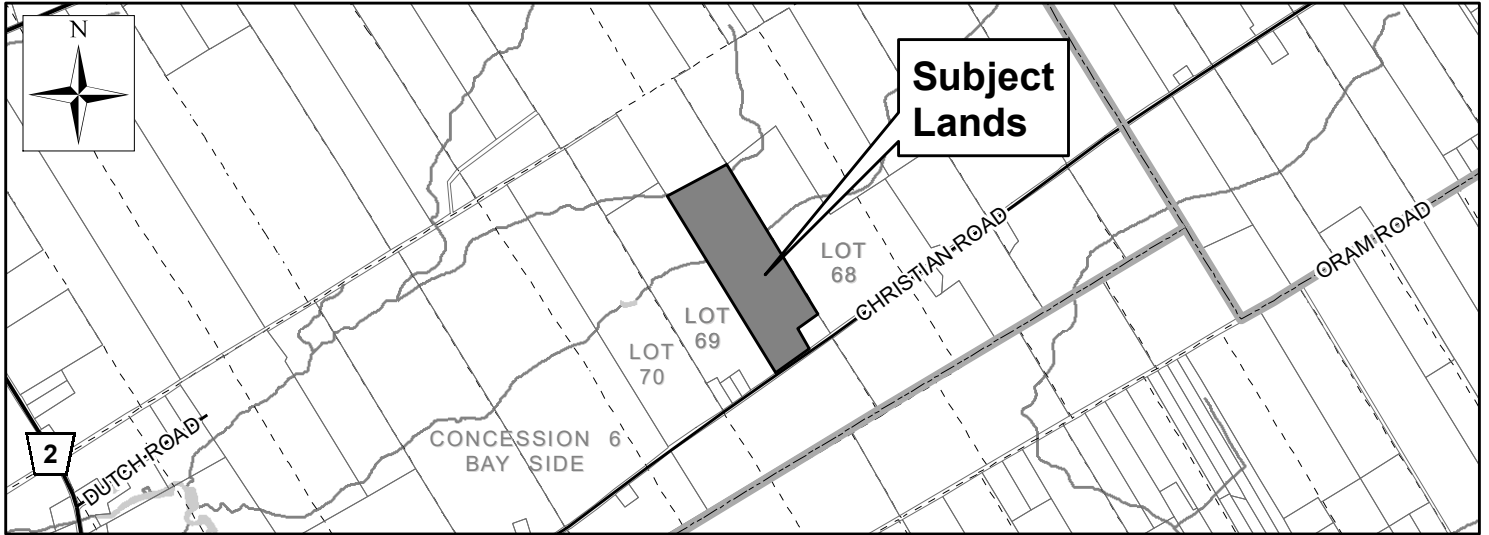 N
Subject
Lands
LOT
68
CHRISTIAN ROAD
ORAM ROAD
LOT
69
LOT
70
CONCESSION 6
BAY SIDE
2
DUTCH ROAD